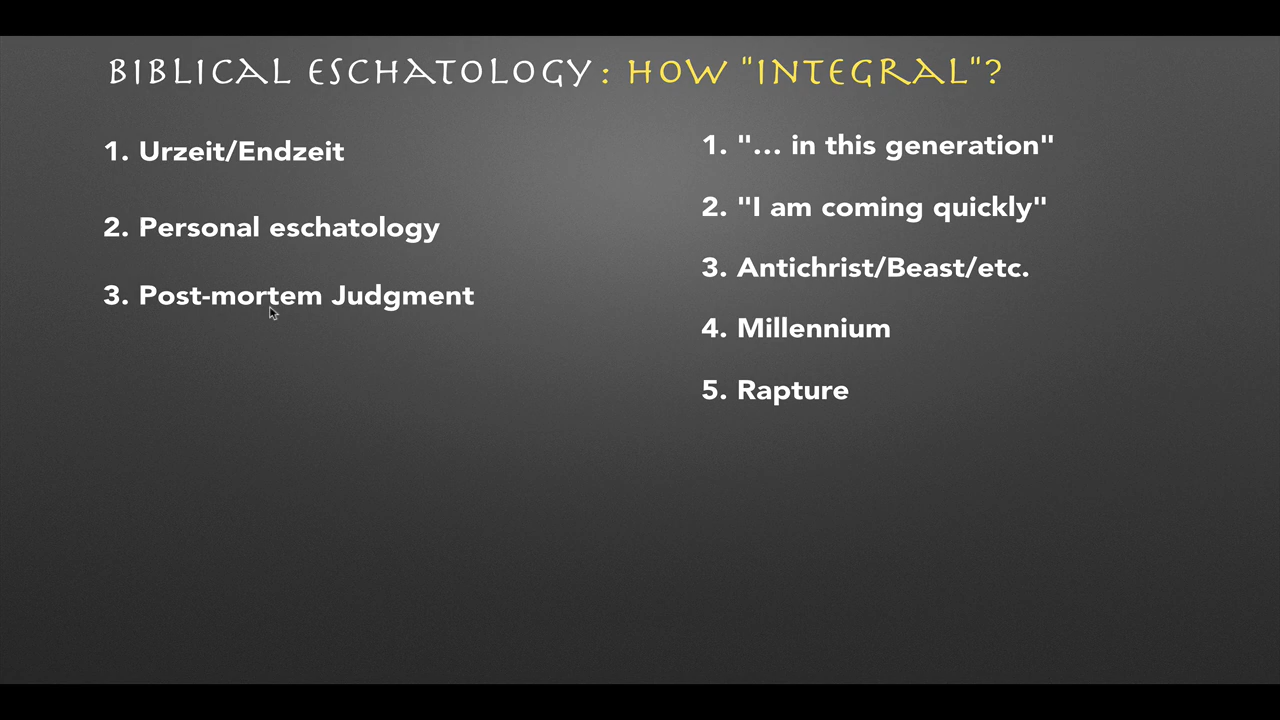 BIBLICAL ESCHATOLOGY: HOW "INTEGRAL"?
1. Urzeit/Endzeit
2. Personal eschatology
3. Post-mortem Judgment
1. "... in this generation"
2. "I am coming quickly"
3. Antichrist/Beast/etc.
4. Millennium
5. Rapture